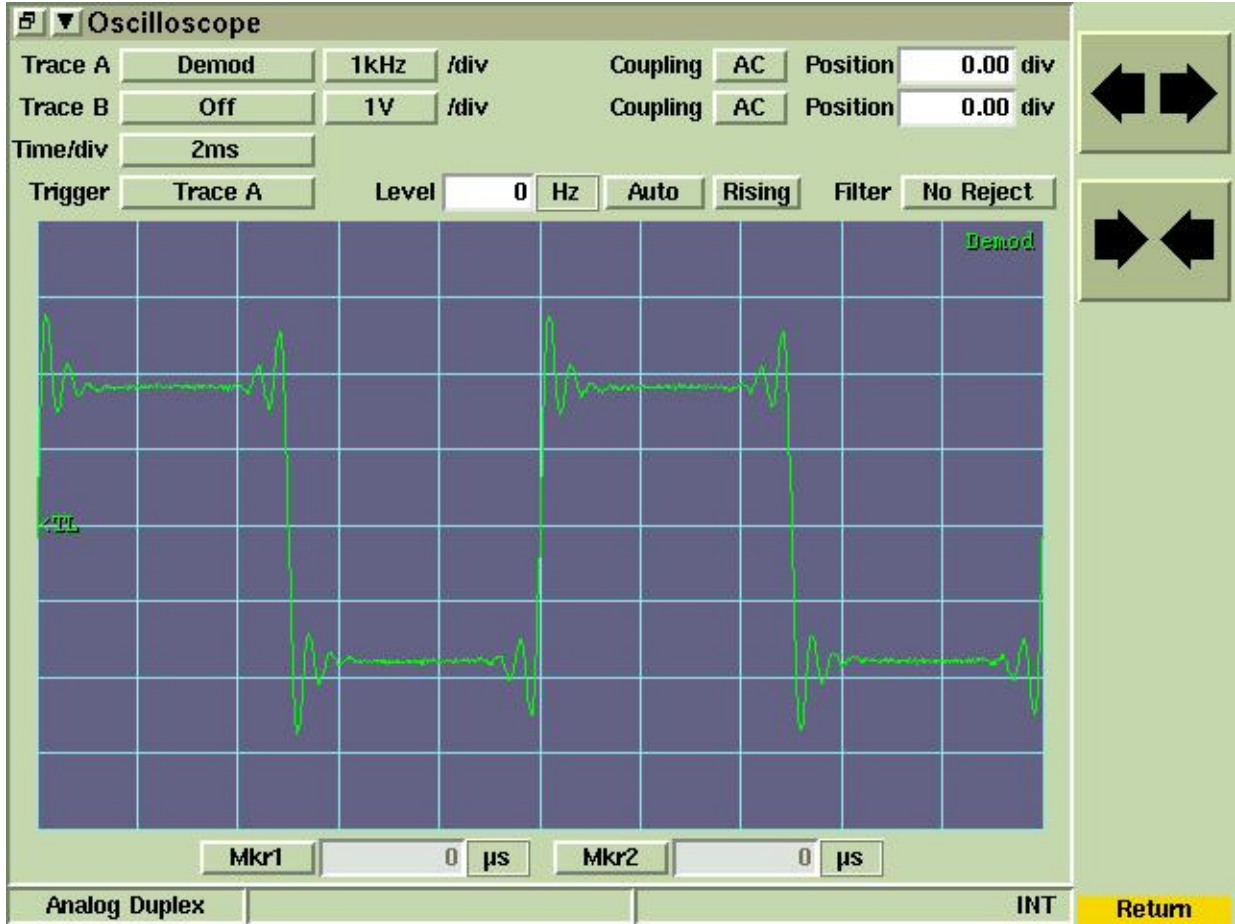 Oscilloscope
Trace A Demod 1kHz /div Coupling AC Position 0.00 div
Trace B Off 1V /div Coupling AC Position 0.00 div
Time/div 2ms
Trigger Trace A Level 0 Hz Auto Rising Filter No Reject
Demod
<TL
Mkr1 0 µs Mkr2 0 µs
Analog Duplex INT Return